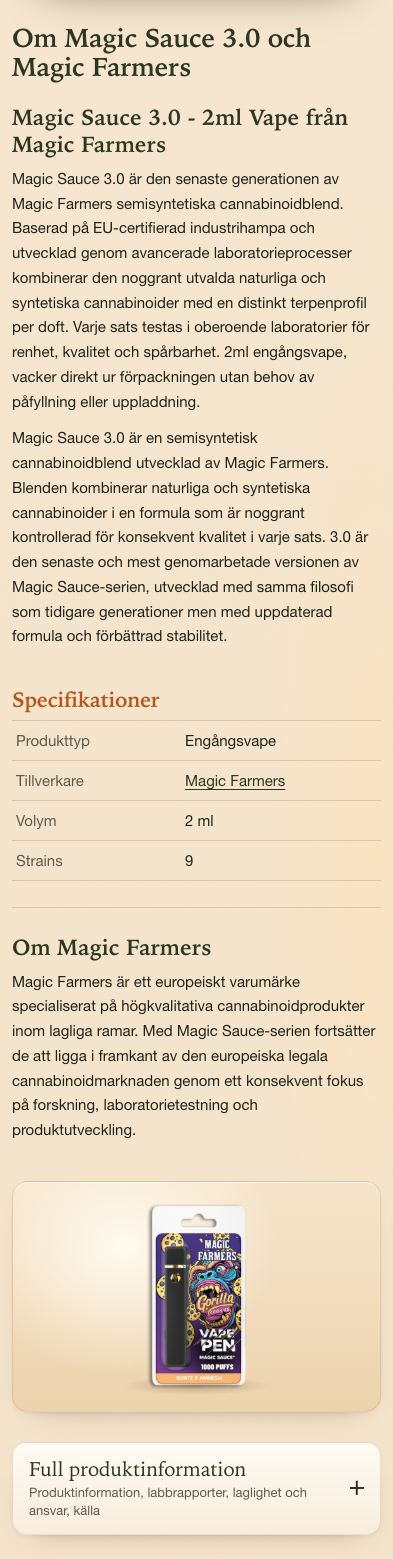 Om Magic Sauce 3.0 och
Magic Farmers
Magic Sauce 3.0 - 2ml Vape från
Magic Farmers
Magic Sauce 3.0 är den senaste generationen av
Magic Farmers semisyntetiska cannabinoidblend.
Baserad på EU-certifierad industrihampa och
utvecklad genom avancerade laboratorieprocesser
kombinerar den noggrant utvalda naturliga och
syntetiska cannabinoider med en distinkt terpenprofil
per doft. Varje sats testas i oberoende laboratorier för
renhet, kvalitet och spårbarhet. 2ml engångsvape,
vacker direkt ur förpackningen utan behov av
påfyllning eller uppladdning.
Magic Sauce 3.0 är en semisyntetisk
cannabinoidblend utvecklad av Magic Farmers.
Blenden kombinerar naturliga och syntetiska
cannabinoider i en formula som är noggrant
kontrollerad för konsekvent kvalitet i varje sats. 3.0 är
den senaste och mest genomarbetade versionen av
Magic Sauce-serien, utvecklad med samma filosofi
som tidigare generationer men med uppdaterad
formula och förbättrad stabilitet.
Specifikationer
Produkttyp Engångsvape
Tillverkare Magic Farmers
Volym 2 ml
Strains 9
Om Magic Farmers
Magic Farmers är ett europeiskt varumärke
specialiserat på högkvalitativa cannabinoidprodukter
inom lagliga ramar. Med Magic Sauce-serien fortsätter
de att ligga i framkant av den europeiska legala
cannabinoidmarknaden genom ett konsekvent fokus
på forskning, laboratorietestning och
produktutveckling.
MAGIC
FARMERS
Gorilla
VAPE
PEN
MAGIC SAUCE
1000 PUFFS
RUNTZ X AMNESIA
Full produktinformation
Produktinformation, labbrapporter, laglighet och
ansvar, källa